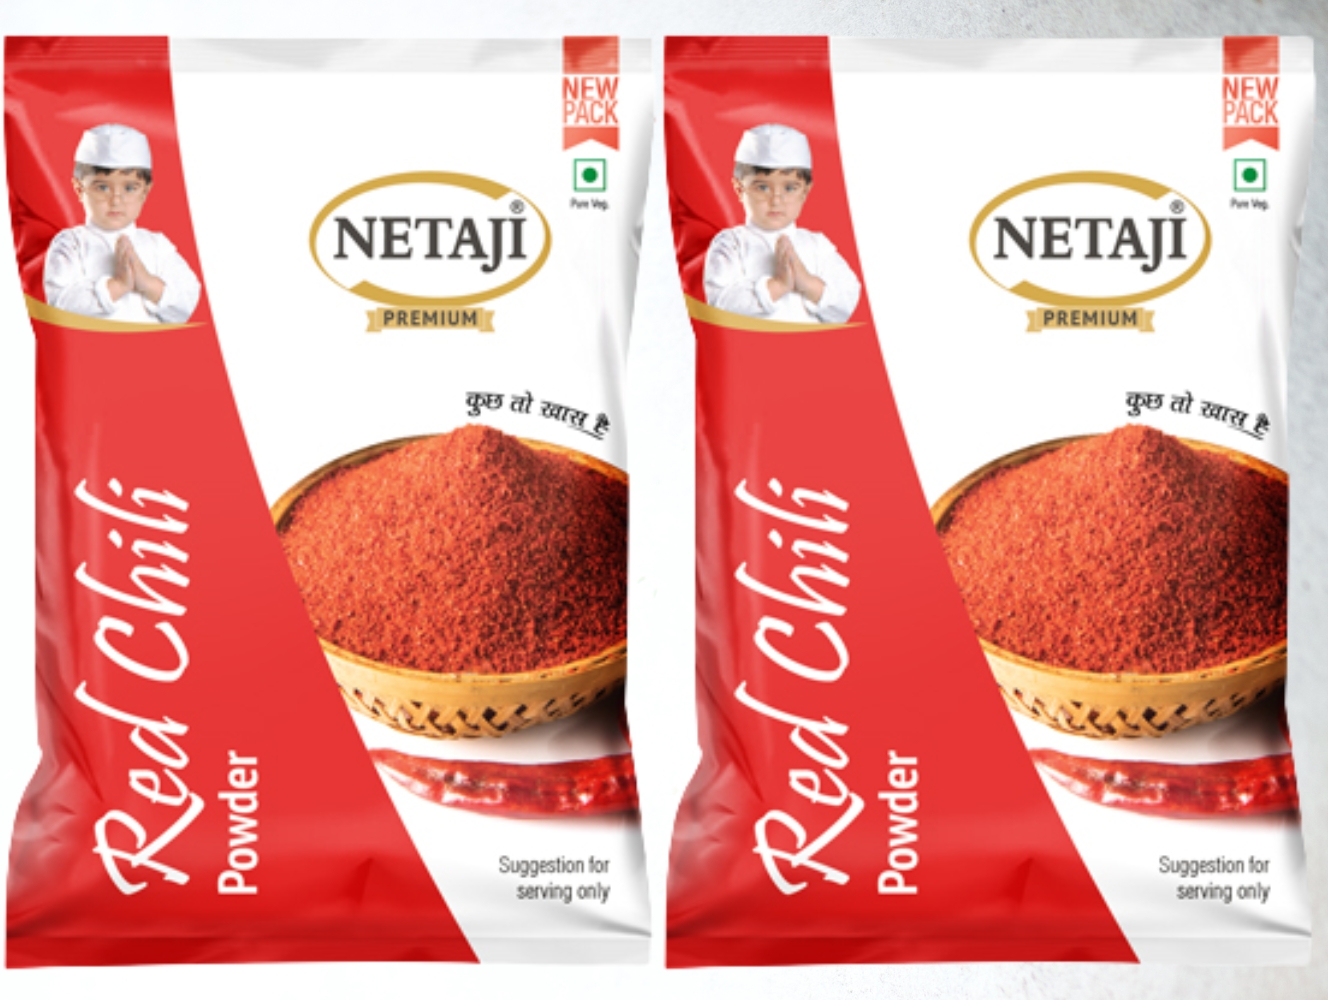 NEW
PACK
Pure Veg.
NETAJI®
PREMIUM
कुछ तो खास है
Red Chili
Powder
Suggestion for
serving only
NEW
PACK
Pure Veg.
NETAJI®
PREMIUM
कुछ तो खास है
Red Chili
Powder
Suggestion for
serving only